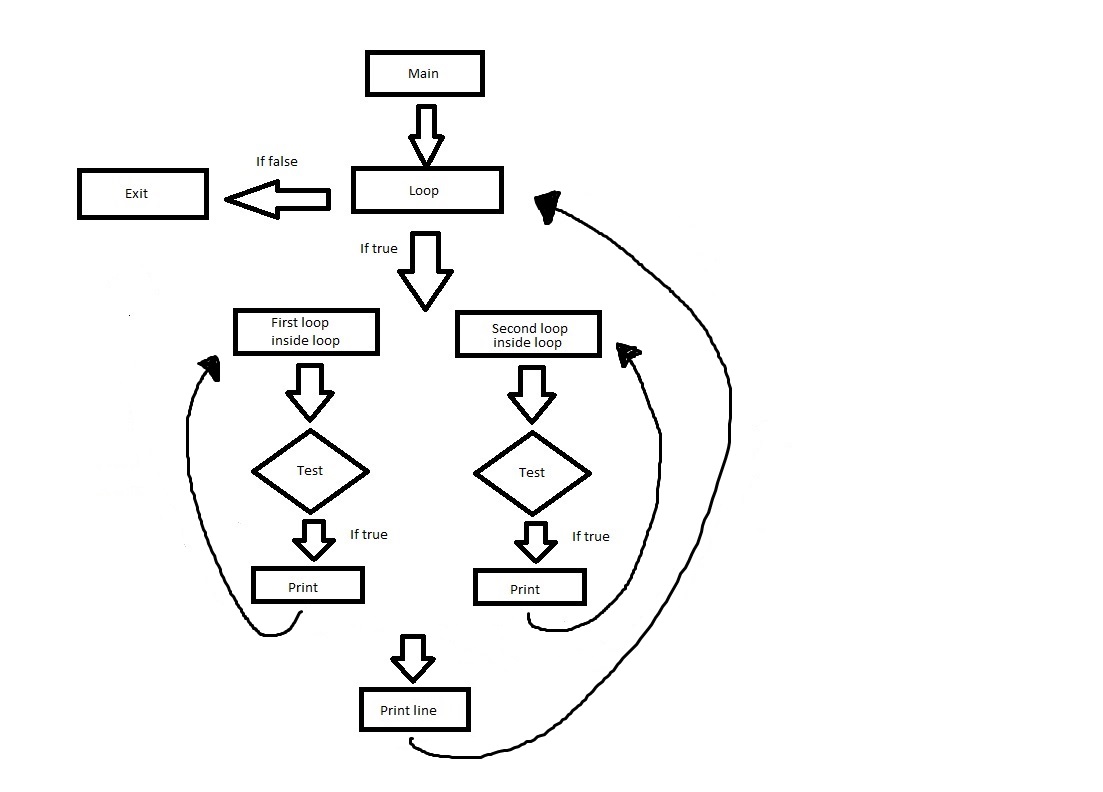 Main
If false
Exit
Loop
If true
First loop
inside loop
Second loop
inside loop
Test
Test
If true
If true
Print
Print
Print line